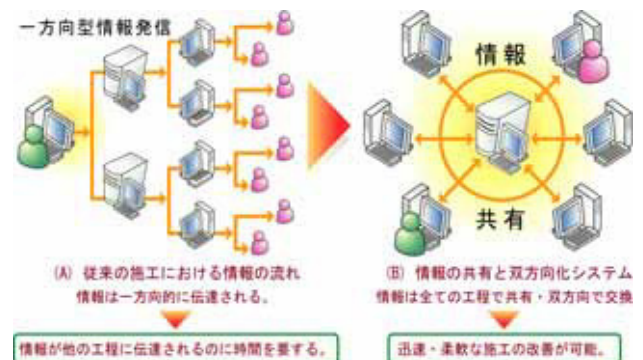 一方向型情報発信
情報
共有
(A) 従来の施工における情報の流れ
情報は一方向的に伝達される。
情報が他の工程に伝達されるのに時間を要する。
(B) 情報の共有と双方向化システム
情報は全ての工程で共有・双方向で交換
迅速・柔軟な施工の改善が可能。